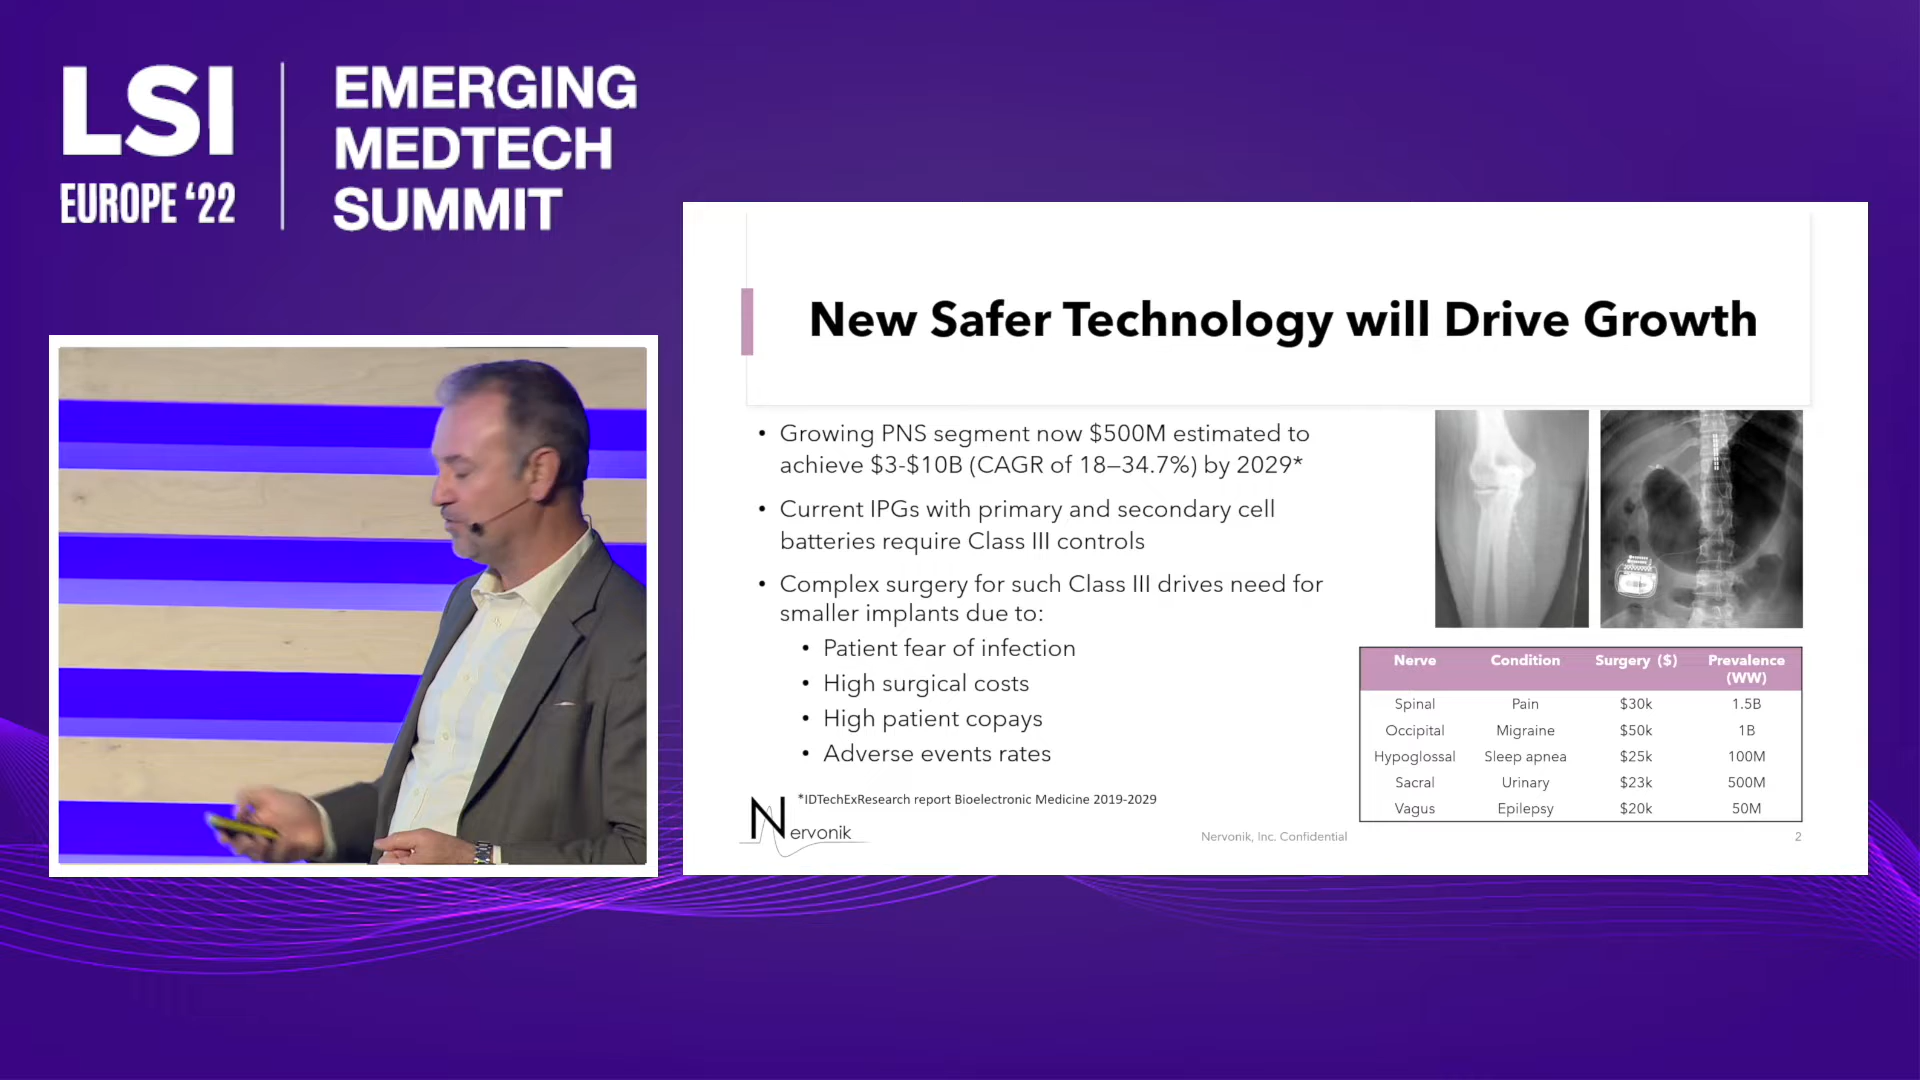 LSI
EUROPE ‘22
EMERGING
MEDTECH
SUMMIT
New Safer Technology will Drive Growth
• Growing PNS segment now $500M estimated to
achieve $3-$10B (CAGR of 18–34.7%) by 2029*
• Current IPGs with primary and secondary cell
batteries require Class III controls
• Complex surgery for such Class III drives need for
smaller implants due to:
• Patient fear of infection
• High surgical costs
• High patient copays
• Adverse events rates
Nerve Condition Surgery ($) Prevalence
(WW)
Spinal Pain $30k 1.5B
Occipital Migraine $50k 1B
Hypoglossal Sleep apnea $25k 100M
Sacral Urinary $23k 500M
Vagus Epilepsy $20k 50M
*IDTechExResearch report Bioelectronic Medicine 2019-2029
Nervonik
Nervonik, Inc. Confidential
2